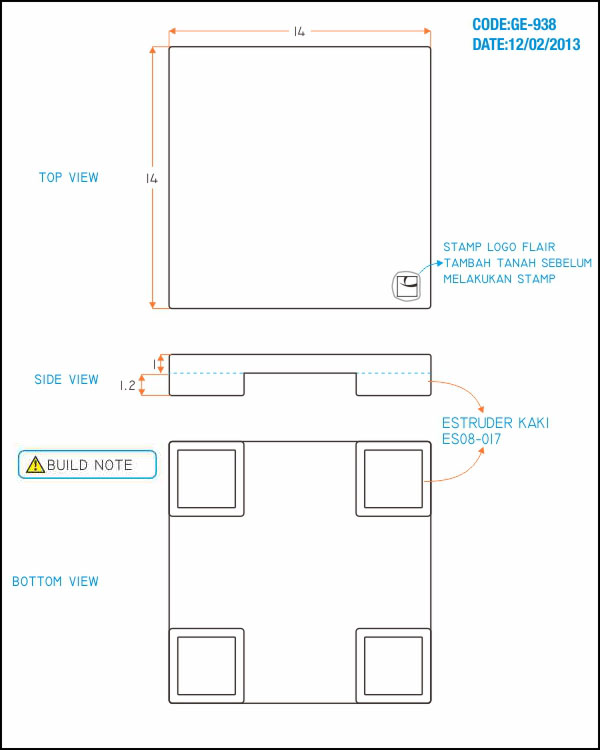 CODE:GE-938
DATE:12/02/2013
14
14
TOP VIEW
STAMP LOGO FLAIR
TAMBAH TANAH SEBELUM
MELAKUKAN STAMP
1
SIDE VIEW
1.2
ESTRUDER KAKI
ES08-017
BUILD NOTE
BOTTOM VIEW